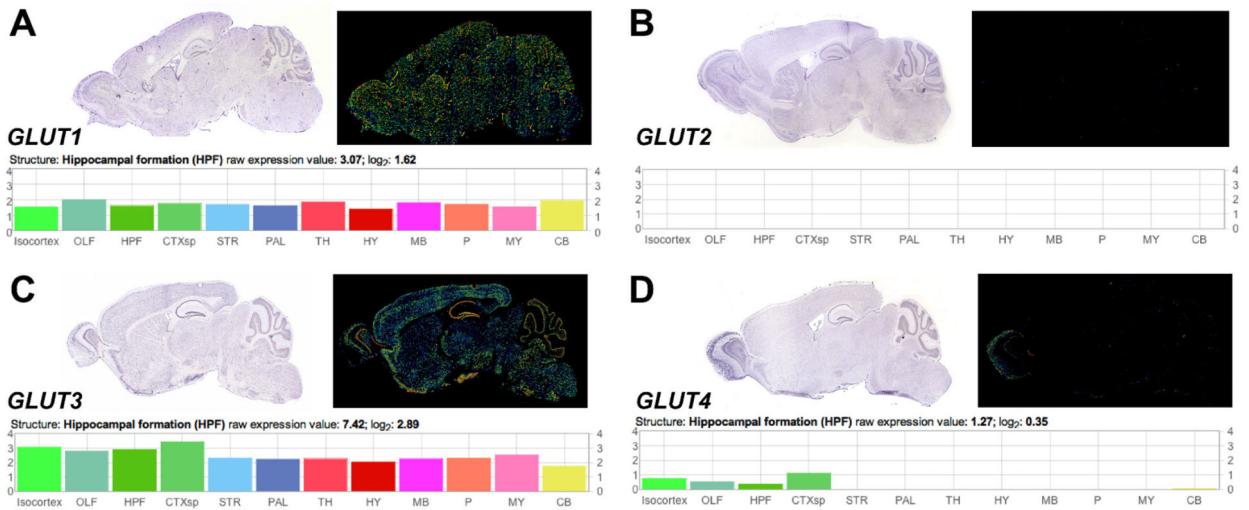 A
GLUT1
Structure: Hippocampal formation (HPF) raw expression value: 3.07; log2: 1.62
4 4
3 3
2 2
1 1
0 0
Isocortex OLF HPF CTXsp STR PAL TH HY MB P MY CB
B
GLUT2
4 4
3 3
2 2
1 1
0 0
Isocortex OLF HPF CTXsp STR PAL TH HY MB P MY CB
C
GLUT3
Structure: Hippocampal formation (HPF) raw expression value: 7.42; log2: 2.89
4 4
3 3
2 2
1 1
0 0
Isocortex OLF HPF CTXsp STR PAL TH HY MB P MY CB
D
GLUT4
Structure: Hippocampal formation (HPF) raw expression value: 1.27; log2: 0.35
4 4
3 3
2 2
1 1
0 0
Isocortex OLF HPF CTXsp STR PAL TH HY MB P MY CB